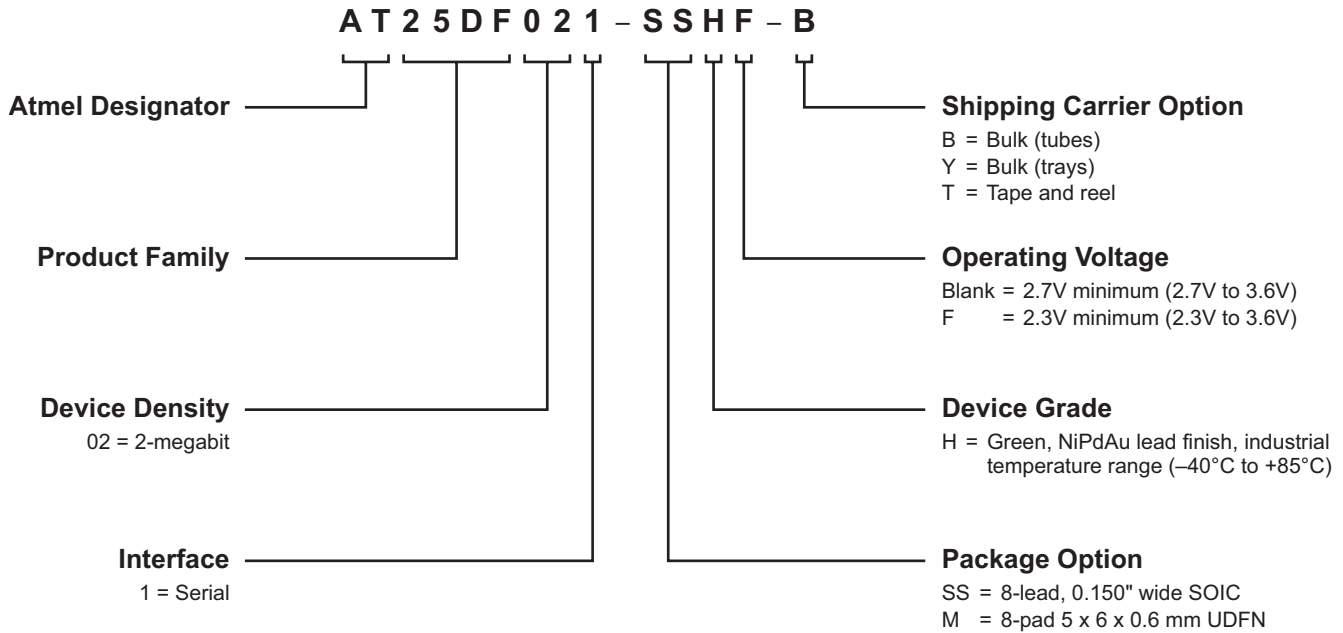 A T 2 5 D F 0 2 1 – S S H F – B
Atmel Designator
Product Family
Device Density
02 = 2-megabit
Interface
1 = Serial
Shipping Carrier Option
B = Bulk (tubes)
Y = Bulk (trays)
T = Tape and reel
Operating Voltage
Blank = 2.7V minimum (2.7V to 3.6V)
F = 2.3V minimum (2.3V to 3.6V)
Device Grade
H = Green, NiPdAu lead finish, industrial
temperature range (–40°C to +85°C)
Package Option
SS = 8-lead, 0.150" wide SOIC
M = 8-pad 5 x 6 x 0.6 mm UDFN